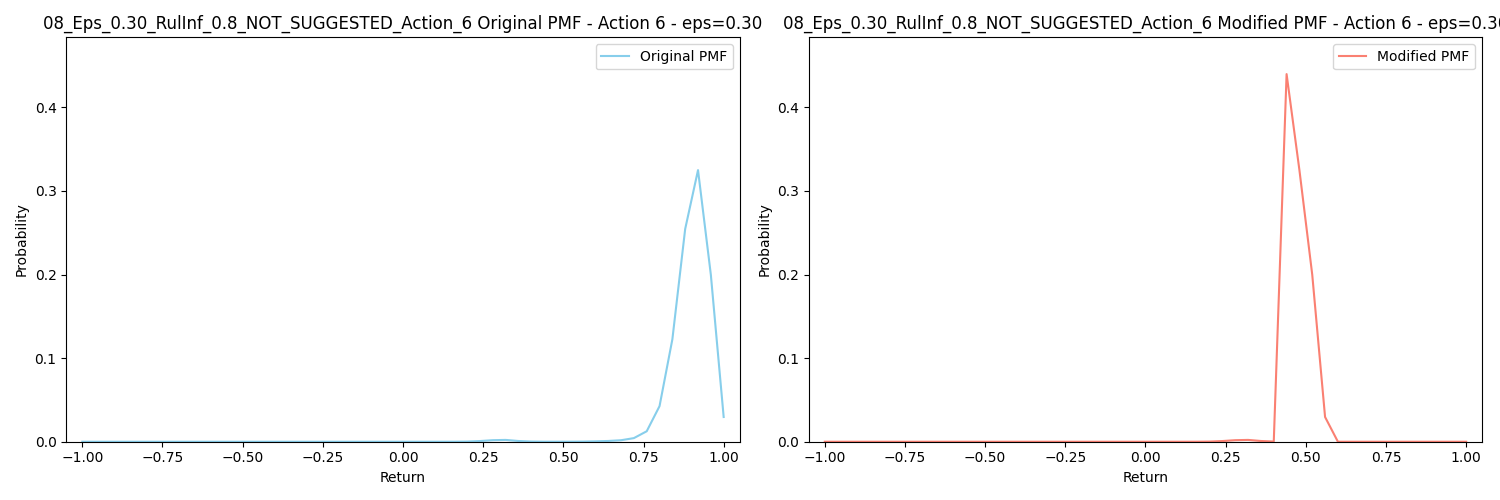 08_Eps_0.30_RulInf_0.8_NOT_SUGGESTED_Action_6 Original PMF - Action 6 - eps=0.30
Original PMF
0.4
0.3
0.2
0.1
0.0
Probability
−1.00 −0.75 −0.50 −0.25 0.00 0.25 0.50 0.75 1.00
Return
08_Eps_0.30_RulInf_0.8_NOT_SUGGESTED_Action_6 Modified PMF - Action 6 - eps=0.30
Modified PMF
0.4
0.3
0.2
0.1
0.0
Probability
−1.00 −0.75 −0.50 −0.25 0.00 0.25 0.50 0.75 1.00
Return